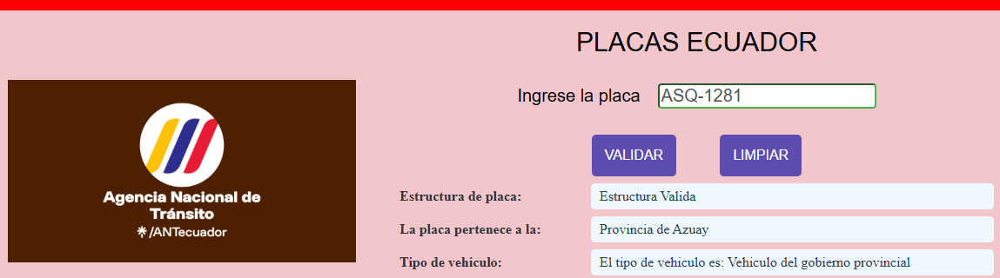 PLACAS ECUADOR
Ingrese la placa ASQ-1281
VALIDAR LIMPIAR
Agencia Nacional de
Tránsito
/ANTecuador
Estructura de placa: Estructura Valida
La placa pertenece a la: Provincia de Azuay
Tipo de vehiculo: El tipo de vehiculo es: Vehiculo del gobierno provincial